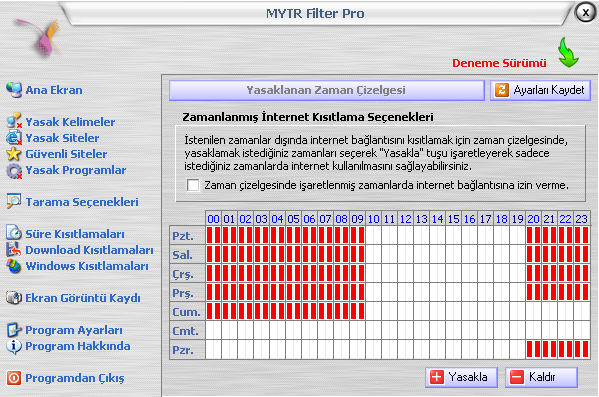 MYTR Filter Pro
Deneme Sürümü
Ana Ekran
Yasak Kelimeler
Yasak Siteler
Güvenli Siteler
Yasak Programlar
Tarama Seçenekleri
Süre Kısıtlamaları
Download Kısıtlamaları
Windows Kısıtlamaları
Ekran Görüntü Kaydı
Program Ayarları
Program Hakkında
Programdan Çıkış
Yasaklanan Zaman Çizelgesi
Ayarları Kaydet
Zamanlanmış İnternet Kısıtlama Seçenekleri
İstenilen zamanlar dışında internet bağlantısını kısıtlamak için zaman çizelgesinde,
yasaklamak istediğiniz zamanları seçerek "Yasakla" tuşu işaretleyerek sadece
istediğiniz zamanlarda internet kullanılmasını sağlayabilirsiniz.
Zaman çizelgesinde işaretlenmiş zamanlarda internet bağlantısına izin verme.
00 01 02 03 04 05 06 07 08 09 10 11 12 13 14 15 16 17 18 19 20 21 22 23
Pzt.
Sal.
Çrş.
Prş.
Cum.
Cmt.
Pzr.
Yasakla
Kaldır